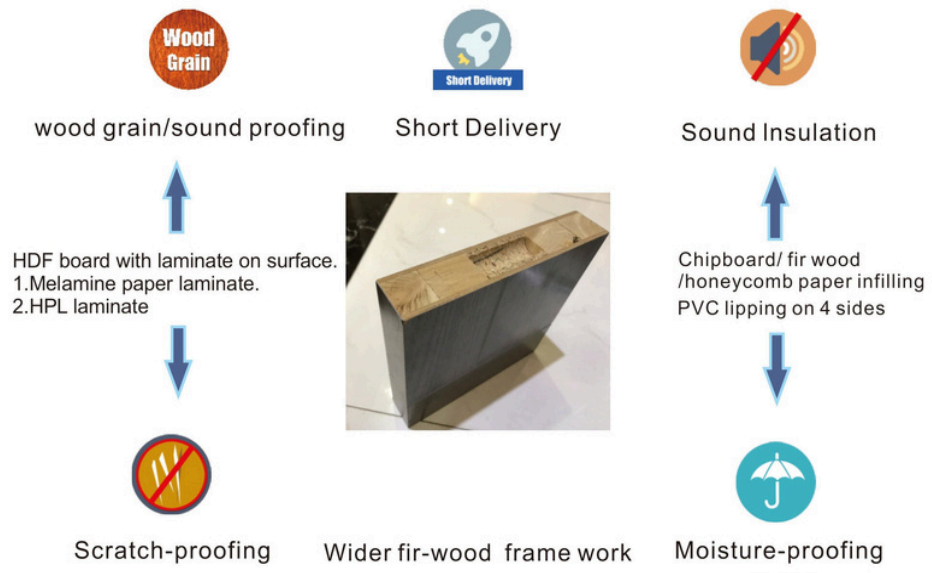 Wood
Grain
Short Delivery
wood grain/sound proofing
Short Delivery
Sound Insulation
HDF board with laminate on surface.
1.Melamine paper laminate.
2.HPL laminate
Chipboard/ fir wood
/honeycomb paper infilling
PVC lipping on 4 sides
Scratch-proofing
Wider fir-wood frame work
Moisture-proofing